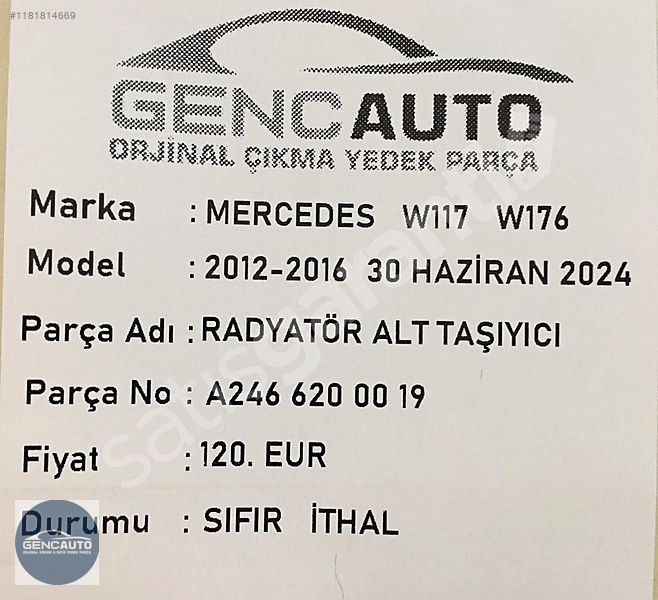 #1181814669
GENCAUTO
ORJİNAL ÇIKMA YEDEK PARÇA
Marka : MERCEDES W117 W176
Model : 2012-2016 30 HAZİRAN 2024
Parça Adı : RADYATÖR ALT TAŞIYICI
Parça No : A246 620 00 19
Fiyat : 120. EUR
Durumu : SIFIR İTHAL
GENCAUTO